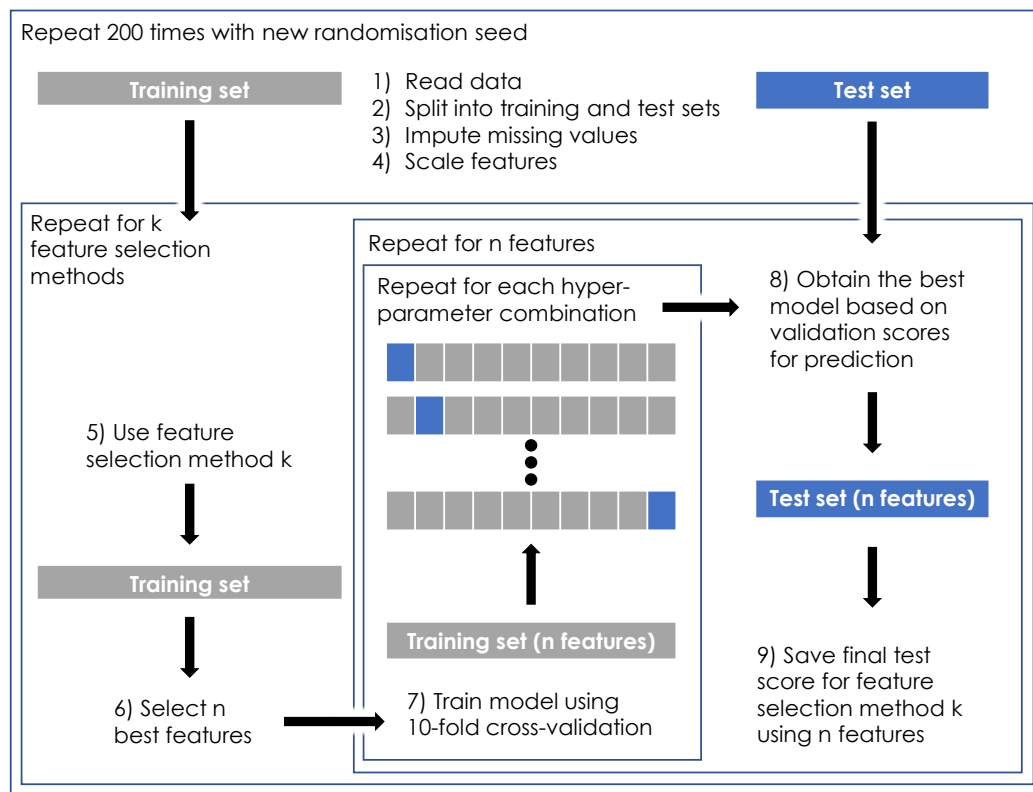 Repeat 200 times with new randomisation seed
Training set
1) Read data
2) Split into training and test sets
3) Impute missing values
4) Scale features
Test set
Repeat for k
feature selection
methods
Repeat for n features
Repeat for each hyper-
parameter combination
8) Obtain the best
model based on
validation scores
for prediction
5) Use feature
selection method k
Test set (n features)
Training set
Training set (n features)
6) Select n
best features
7) Train model using
10-fold cross-validation
9) Save final test
score for feature
selection method k
using n features